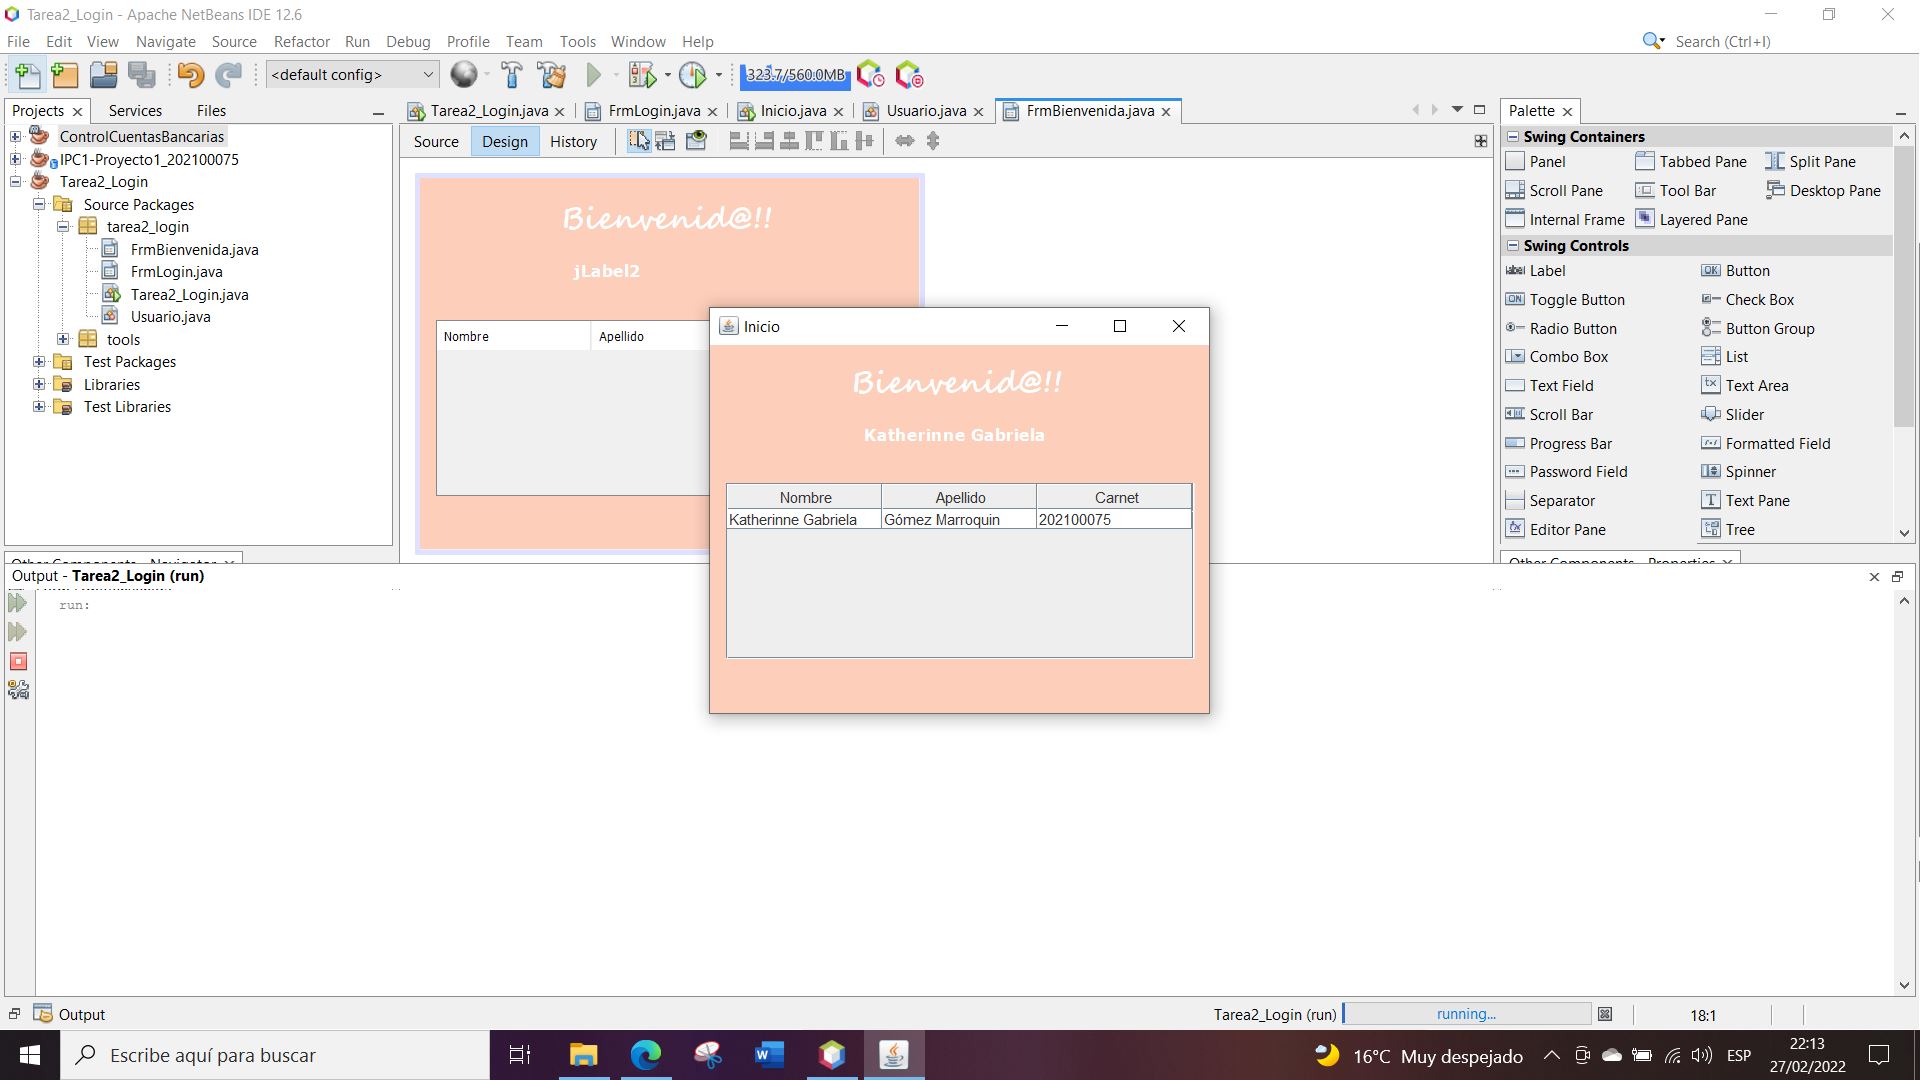 Tarea2_Login - Apache NetBeans IDE 12.6
File Edit View Navigate Source Refactor Run Debug Profile Team Tools Window Help
Search (Ctrl+I)
<default config>
323.7/560.0MB
Projects Services Files
ControlCuentasBancarias
IPC1-Proyecto1_202100075
Tarea2_Login
Source Packages
tarea2_login
FrmBienvenida.java
FrmLogin.java
Tarea2_Login.java
Usuario.java
tools
Test Packages
Libraries
Test Libraries
Tarea2_Login.java FrmLogin.java Inicio.java Usuario.java FrmBienvenida.java
Source Design History
Bienvenid@!!
jLabel2
Nombre Apellido
Inicio
Bienvenid@!!
Katherinne Gabriela
Nombre Apellido Carnet
Katherinne Gabriela Gómez Marroquin 202100075
Palette
Swing Containers
Panel Tabbed Pane Split Pane
Scroll Pane Tool Bar Desktop Pane
Internal Frame Layered Pane
Swing Controls
Label Button
Toggle Button Check Box
Radio Button Button Group
Combo Box List
Text Field Text Area
Scroll Bar Slider
Progress Bar Formatted Field
Password Field Spinner
Separator Text Pane
Editor Pane Tree
Output - Tarea2_Login (run)
run:
Output
Tarea2_Login (run) running... 18:1
Escribe aquí para buscar
16°C Muy despejado
ESP
22:13
27/02/2022